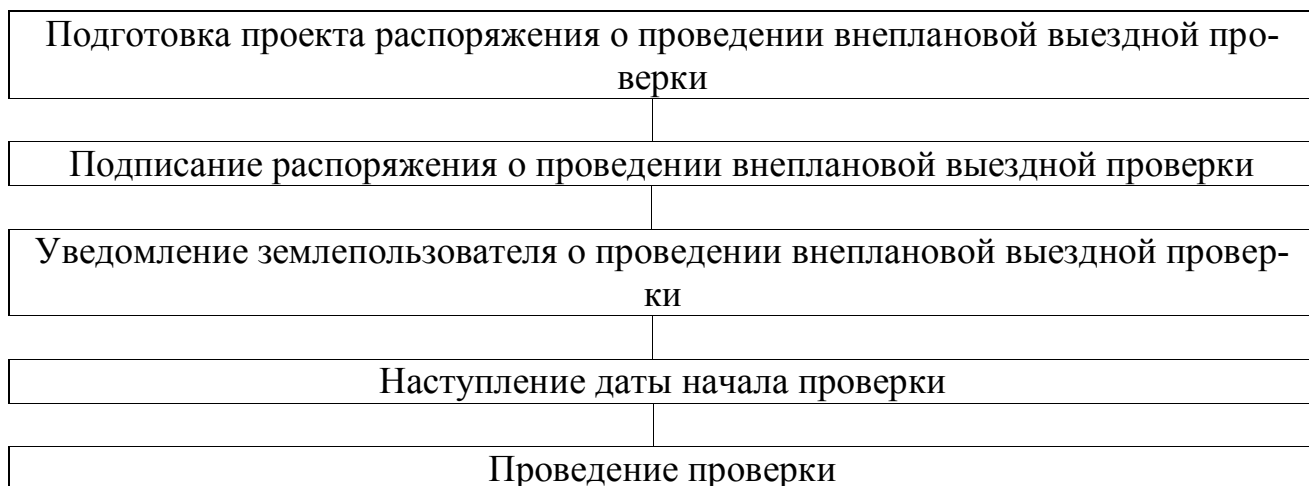 Подготовка проекта распоряжения о проведении внеплановой выездной про-
верки
Подписание распоряжения о проведении внеплановой выездной проверки
Уведомление землепользователя о проведении внеплановой выездной провер-
ки
Наступление даты начала проверки
Проведение проверки